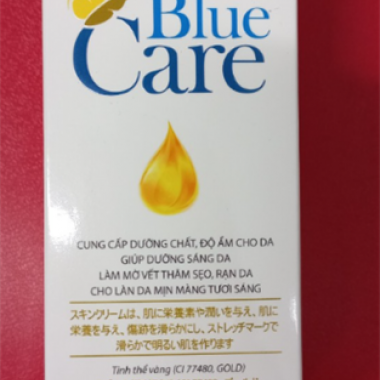 Blue
Care
CUNG CẤP DƯỠNG CHẤT, ĐỘ ẨM CHO DA
GIÚP DƯỠNG SÁNG DA
LÀM MỜ VẾT THÂM SẸO, RẠN DA
CHO LÀN DA MỊN MÀNG TƯƠI SÁNG
スキンクリームは、肌に栄養素や潤いを与え、肌に
栄養を与え、傷跡を滑らかにし、ストレッチマークで
滑らかで明るい肌を作ります
Tinh thể vàng (CI 77480, GOLD)